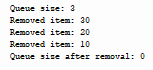 Queue size: 3
Removed item: 30
Removed item: 20
Removed item: 10
Queue size after removal: 0